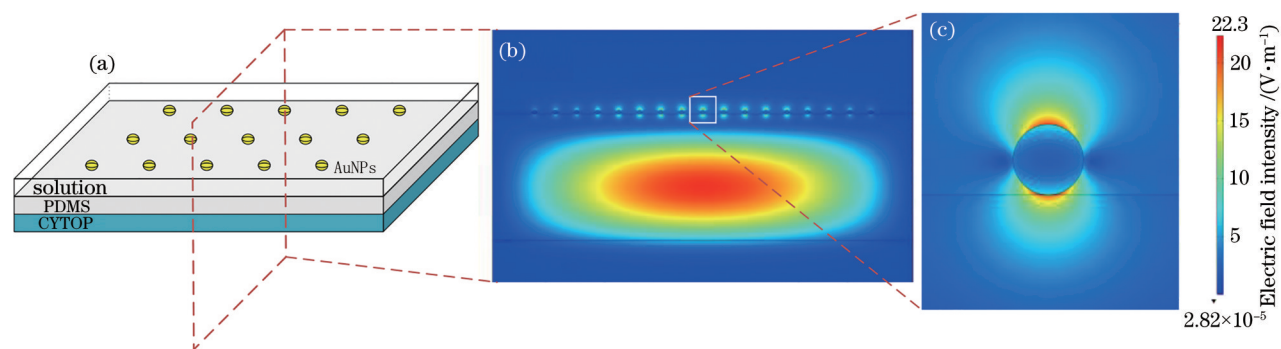 (a)
AuNPs
solution
PDMS
CYTOP
(b)
(c)
22.3
20
15
10
5
2.82×10⁻⁵
Electric field intensity /(V·m⁻¹)